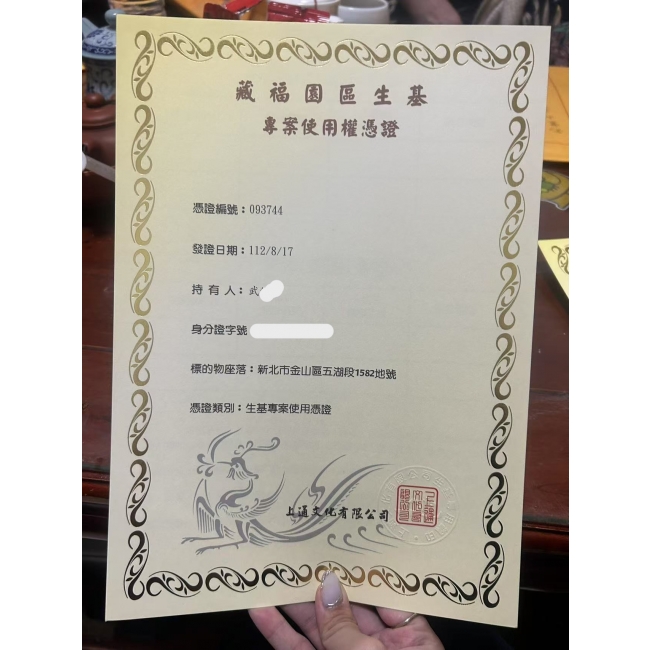 藏福園區生基
專案使用權憑證
憑證編號：093744
發證日期：112/8/17
持有人：武
身分證字號
標的物座落：新北市金山區五湖段1582地號
憑證類別：生基專案使用憑證
上通文化有限公司